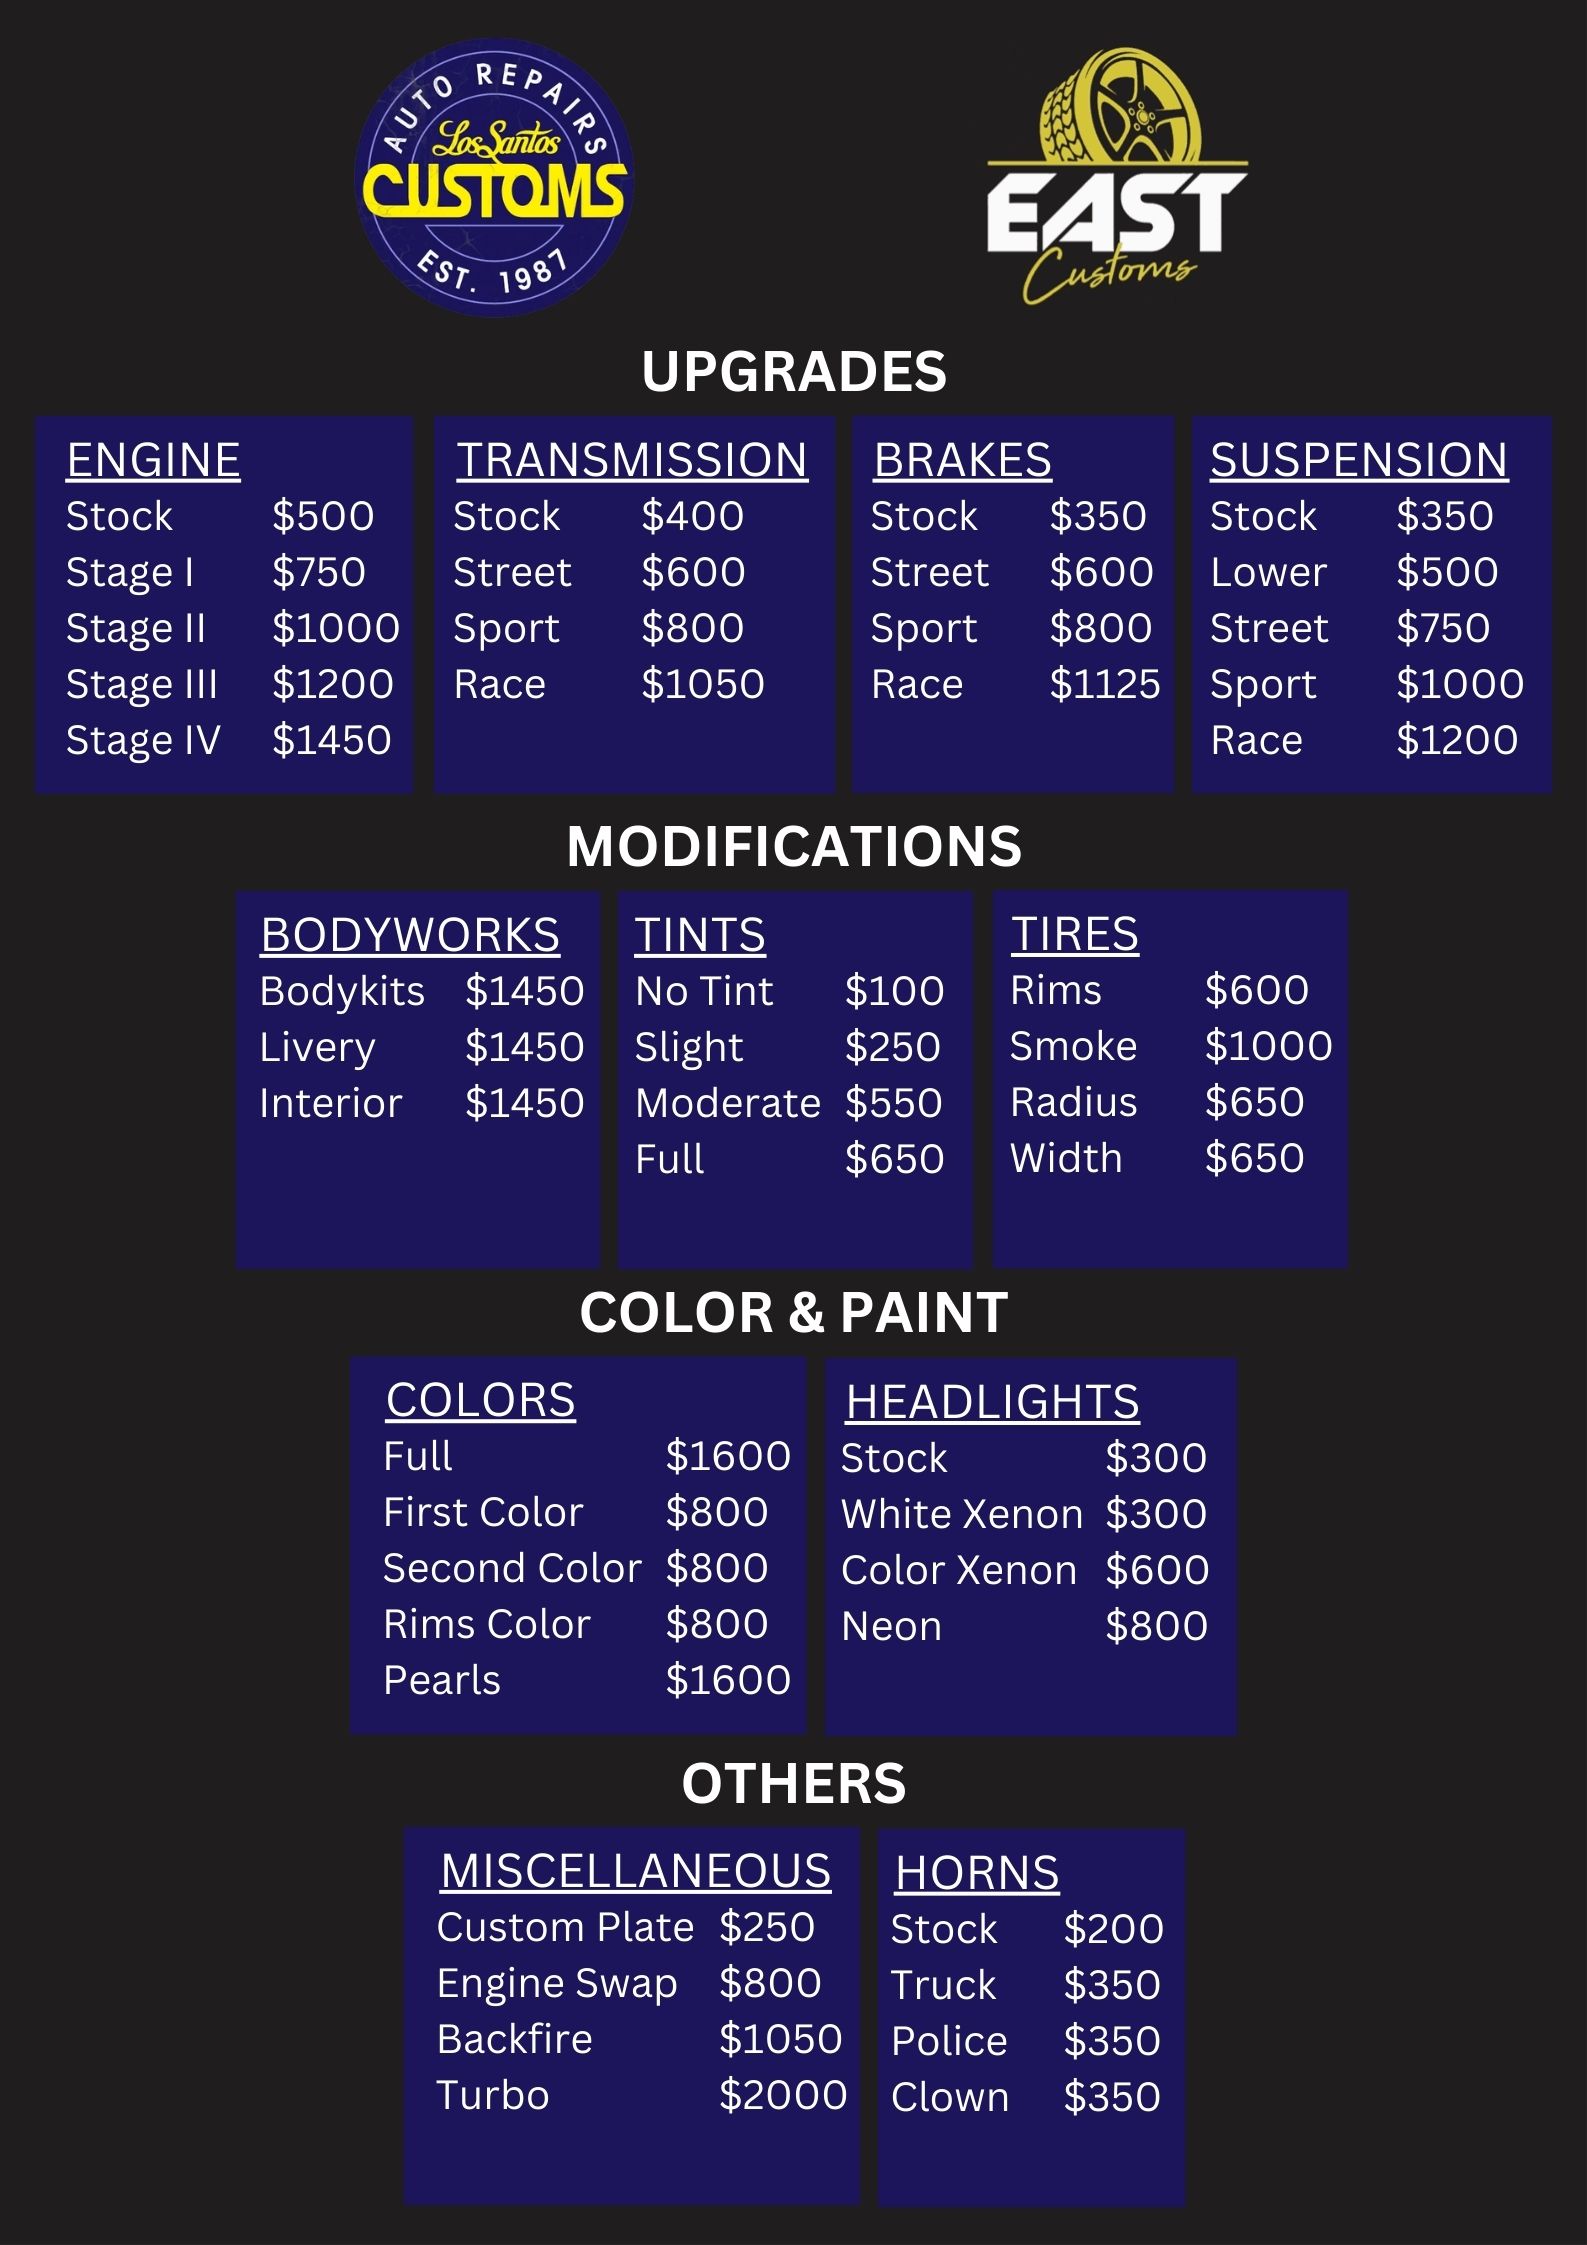 AUTO REPAIRS
Los Santos
CUSTOMS
EST. 1987
EAST
Customs
UPGRADES
ENGINE
Stock $500
Stage I $750
Stage II $1000
Stage III $1200
Stage IV $1450
TRANSMISSION
Stock $400
Street $600
Sport $800
Race $1050
BRAKES
Stock $350
Street $600
Sport $800
Race $1125
SUSPENSION
Stock $350
Lower $500
Street $750
Sport $1000
Race $1200
MODIFICATIONS
BODYWORKS
Bodykits $1450
Livery $1450
Interior $1450
TINTS
No Tint $100
Slight $250
Moderate $550
Full $650
TIRES
Rims $600
Smoke $1000
Radius $650
Width $650
COLOR & PAINT
COLORS
Full $1600
First Color $800
Second Color $800
Rims Color $800
Pearls $1600
HEADLIGHTS
Stock $300
White Xenon $300
Color Xenon $600
Neon $800
OTHERS
MISCELLANEOUS
Custom Plate $250
Engine Swap $800
Backfire $1050
Turbo $2000
HORNS
Stock $200
Truck $350
Police $350
Clown $350